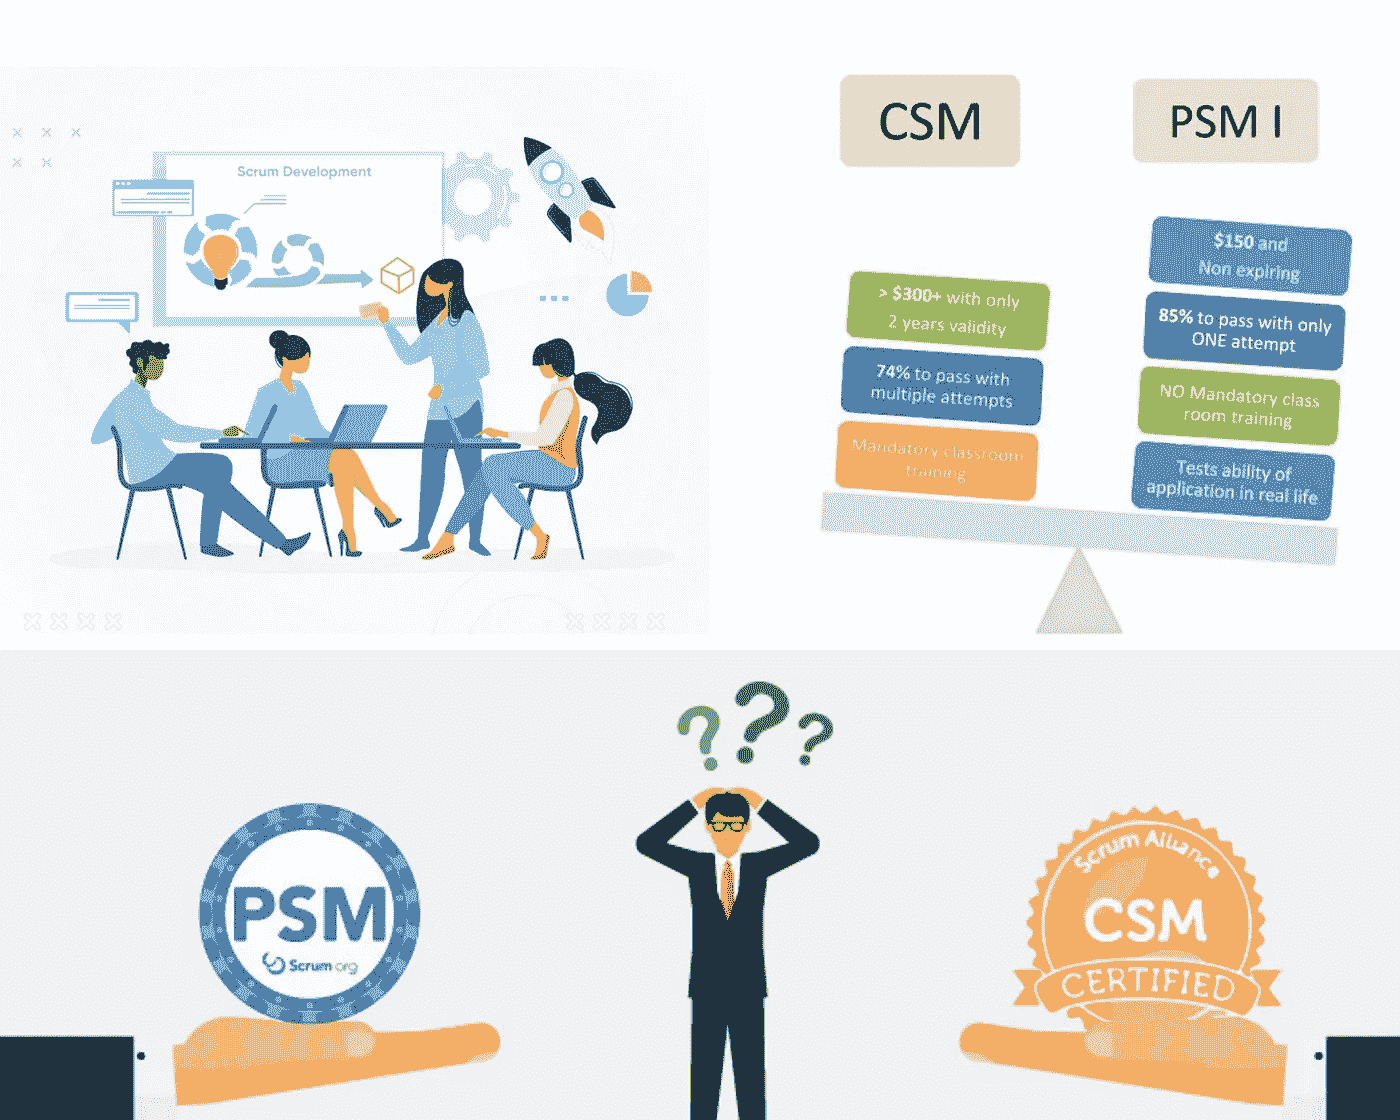 Scrum Development
CSM
PSM I
> $300+ with only
2 years validity
74% to pass with
multiple attempts
Mandatory classroom
training
$150 and
Non expiring
85% to pass with only
ONE attempt
NO Mandatory class
room training
Tests ability of
application in real life
? ? ?
PSM
Scrum.org
Scrum Alliance
CSM
CERTIFIED